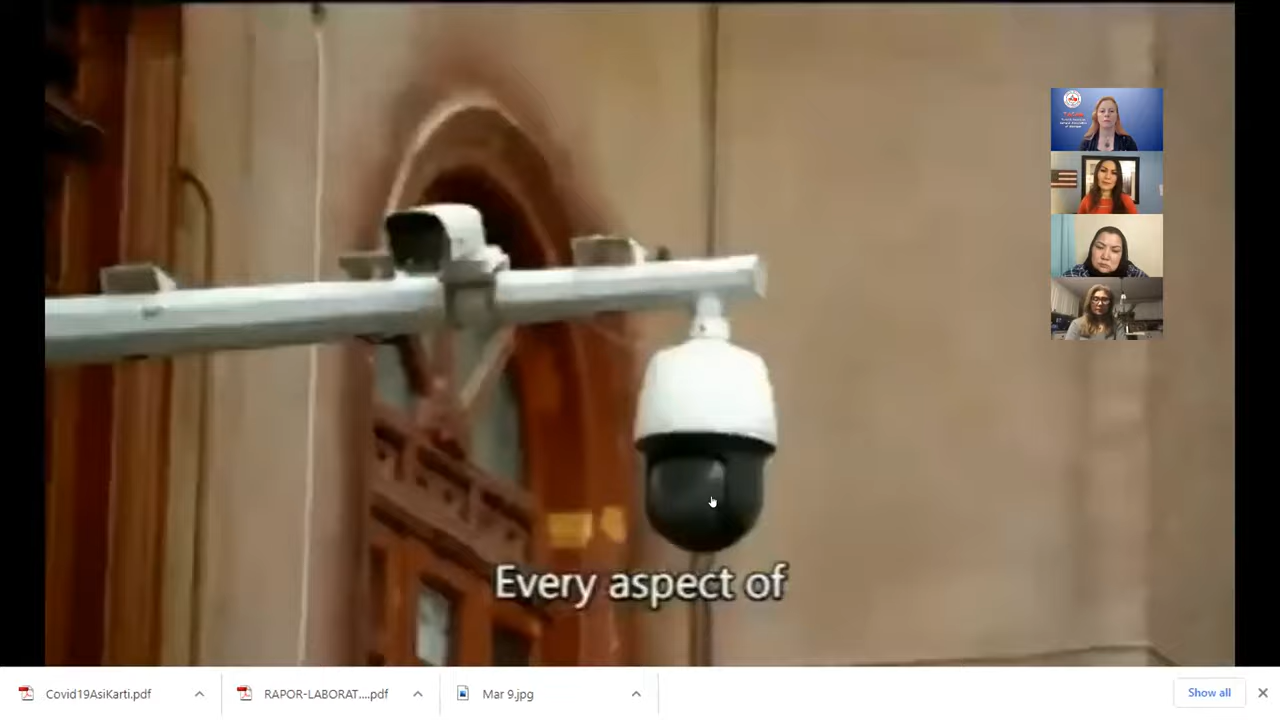 Every aspect of
Covid19AsiKarti.pdf
RAPOR-LABORAT....pdf
Mar 9.jpg
Show all